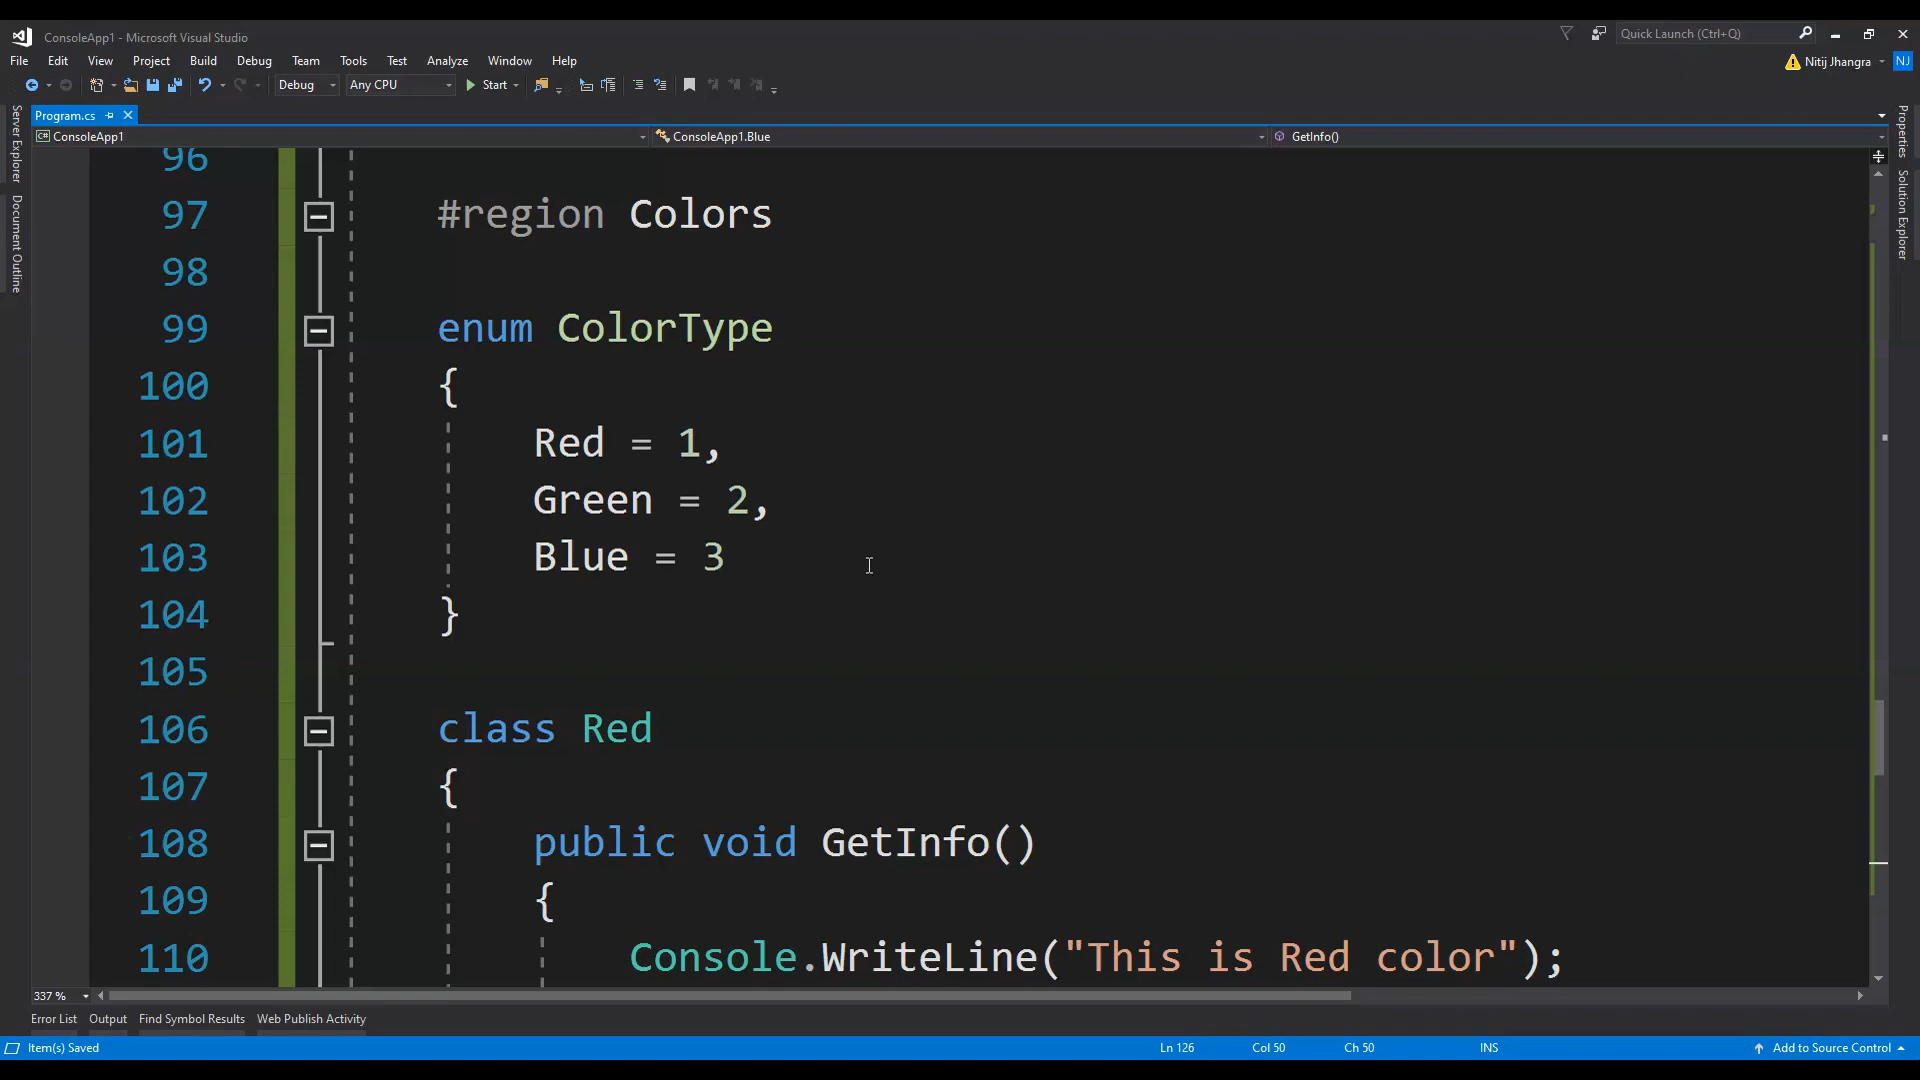 ConsoleApp1 - Microsoft Visual Studio
Quick Launch (Ctrl+Q)
File Edit View Project Build Debug Team Tools Test Analyze Window Help
Nitij Jhangra NJ
Debug Any CPU Start
Program.cs
ConsoleApp1 ConsoleApp1.Blue GetInfo()
Server Explorer
Document Outline
Properties
Solution Explorer
96
97 #region Colors
98
99 enum ColorType
100 {
101 Red = 1,
102 Green = 2,
103 Blue = 3
104 }
105
106 class Red
107 {
108 public void GetInfo()
109 {
110 Console.WriteLine("This is Red color");
337 %
Error List Output Find Symbol Results Web Publish Activity
Item(s) Saved Ln 126 Col 50 Ch 50 INS Add to Source Control